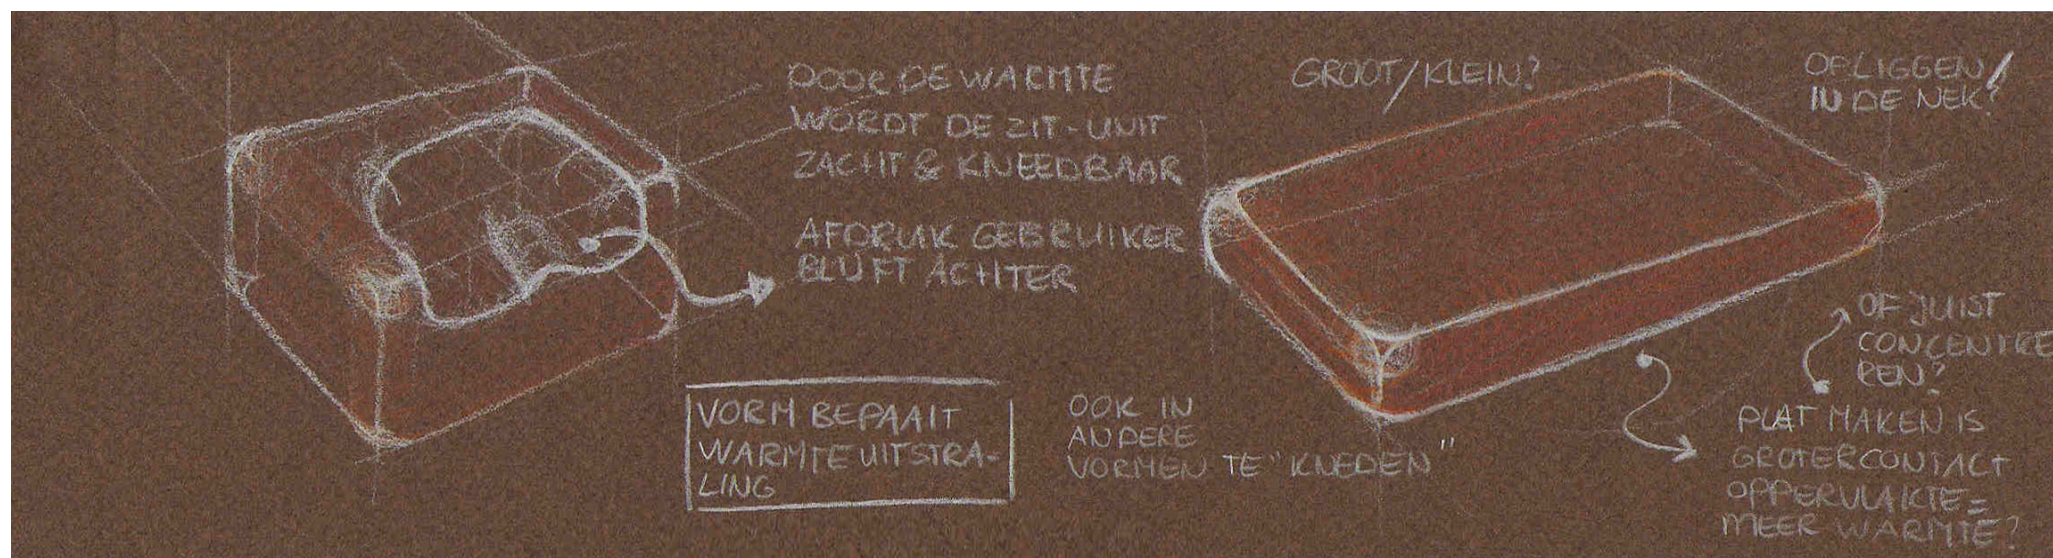 DOOR DE WARMTE
WORDT DE ZIT-UNIT
ZACHT & KNEEDBAAR
AFDRUK GEBRUIKER
BLIJFT ACHTER
VORM BEPAALT
WARMTE UITSTRA-
LING
OOK IN
ANDERE
VORMEN TE "KNEDEN"
GROOT/KLEIN?
OP LIGGEN/
IN DE NEK?
OF JUIST
CONCENTRE
REN?
PLAT MAKEN IS
GROTER CONTACT
OPPERVLAKTE =
MEER WARMTE?